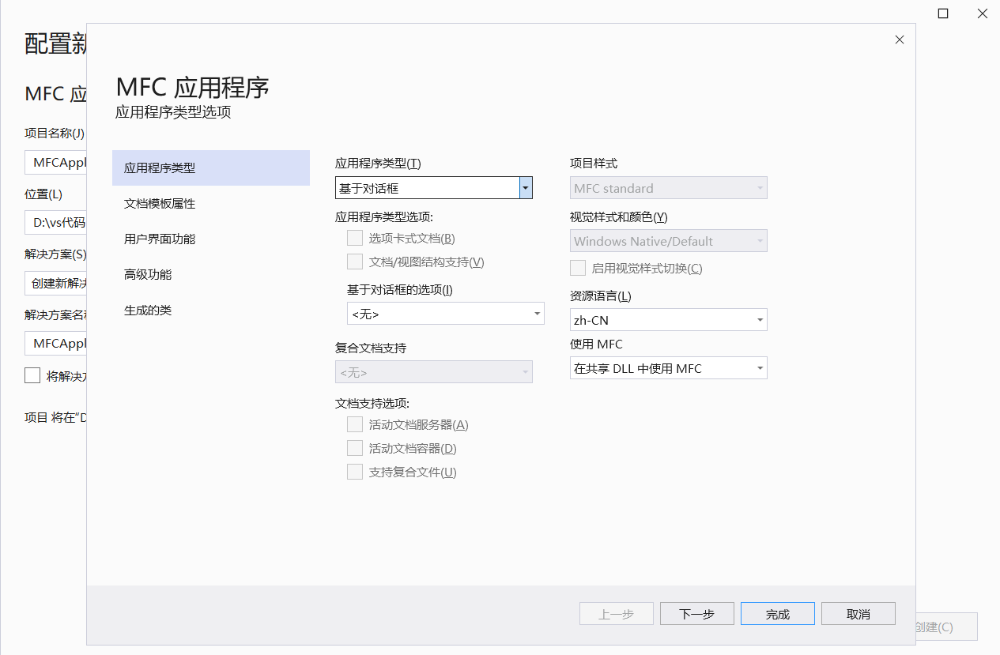 配置新
MFC 应
项目名称(J)
MFCAppl
位置(L)
D:\vs代码
解决方案(S)
创建新解决
解决方案名称
MFCAppl
将解决方
项目 将在“D
创建(C)
MFC 应用程序
应用程序类型选项
应用程序类型
文档模板属性
用户界面功能
高级功能
生成的类
应用程序类型(T)
基于对话框
应用程序类型选项:
选项卡式文档(B)
文档/视图结构支持(V)
基于对话框的选项(I)
<无>
复合文档支持
<无>
文档支持选项:
活动文档服务器(A)
活动文档容器(D)
支持复合文件(U)
项目样式
MFC standard
视觉样式和颜色(Y)
Windows Native/Default
启用视觉样式切换(C)
资源语言(L)
zh-CN
使用 MFC
在共享 DLL 中使用 MFC
上一步
下一步
完成
取消